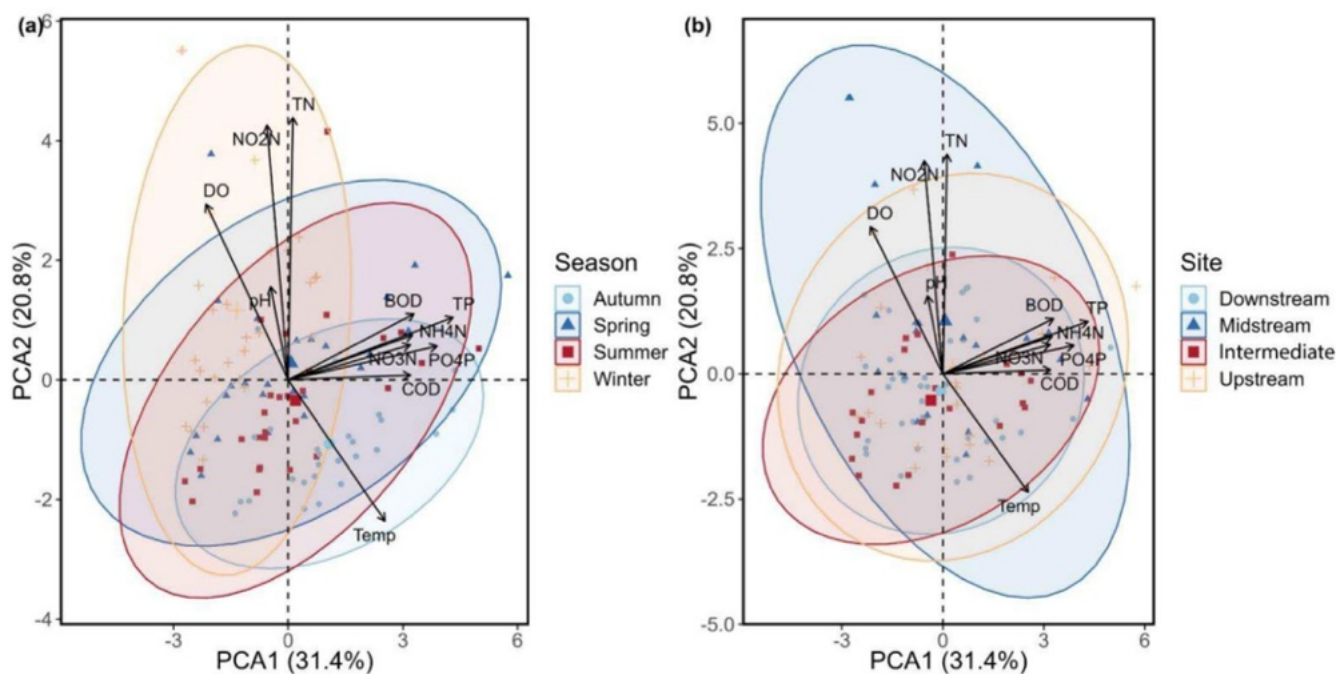 (a)
6
4
2
0
-2
-4
-3
0
3
6
PCA2 (20.8%)
PCA1 (31.4%)
TN
NO2N
DO
pH
BOD
TP
NH4N
NO3N
PO4P
COD
Temp
Season
Autumn
Spring
Summer
Winter
(b)
5.0
2.5
0.0
-2.5
-5.0
-3
0
3
6
PCA2 (20.8%)
PCA1 (31.4%)
TN
NO2N
DO
pH
BOD
TP
NH4N
NO3N
PO4P
COD
Temp
Site
Downstream
Midstream
Intermediate
Upstream